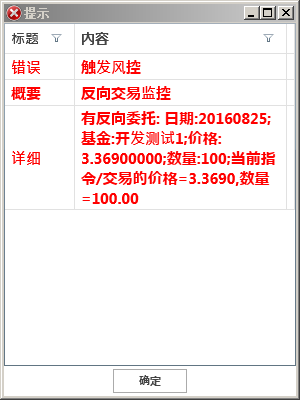 提示
标题 内容
错误 触发风控
概要 反向交易监控
有反向委托: 日期:20160825;
基金:开发测试1;价格:
详细 3.36900000;数量:100;当前指
令/交易的价格=3.3690,数量
=100.00
确定